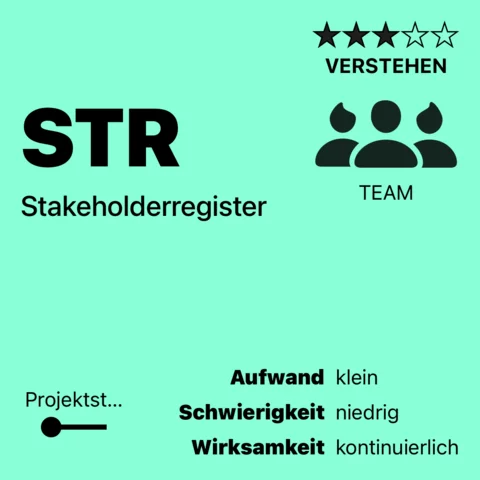 ★★★☆☆
VERSTEHEN
STR
Stakeholderregister
TEAM
Projektst...
Aufwand klein
Schwierigkeit niedrig
Wirksamkeit kontinuierlich